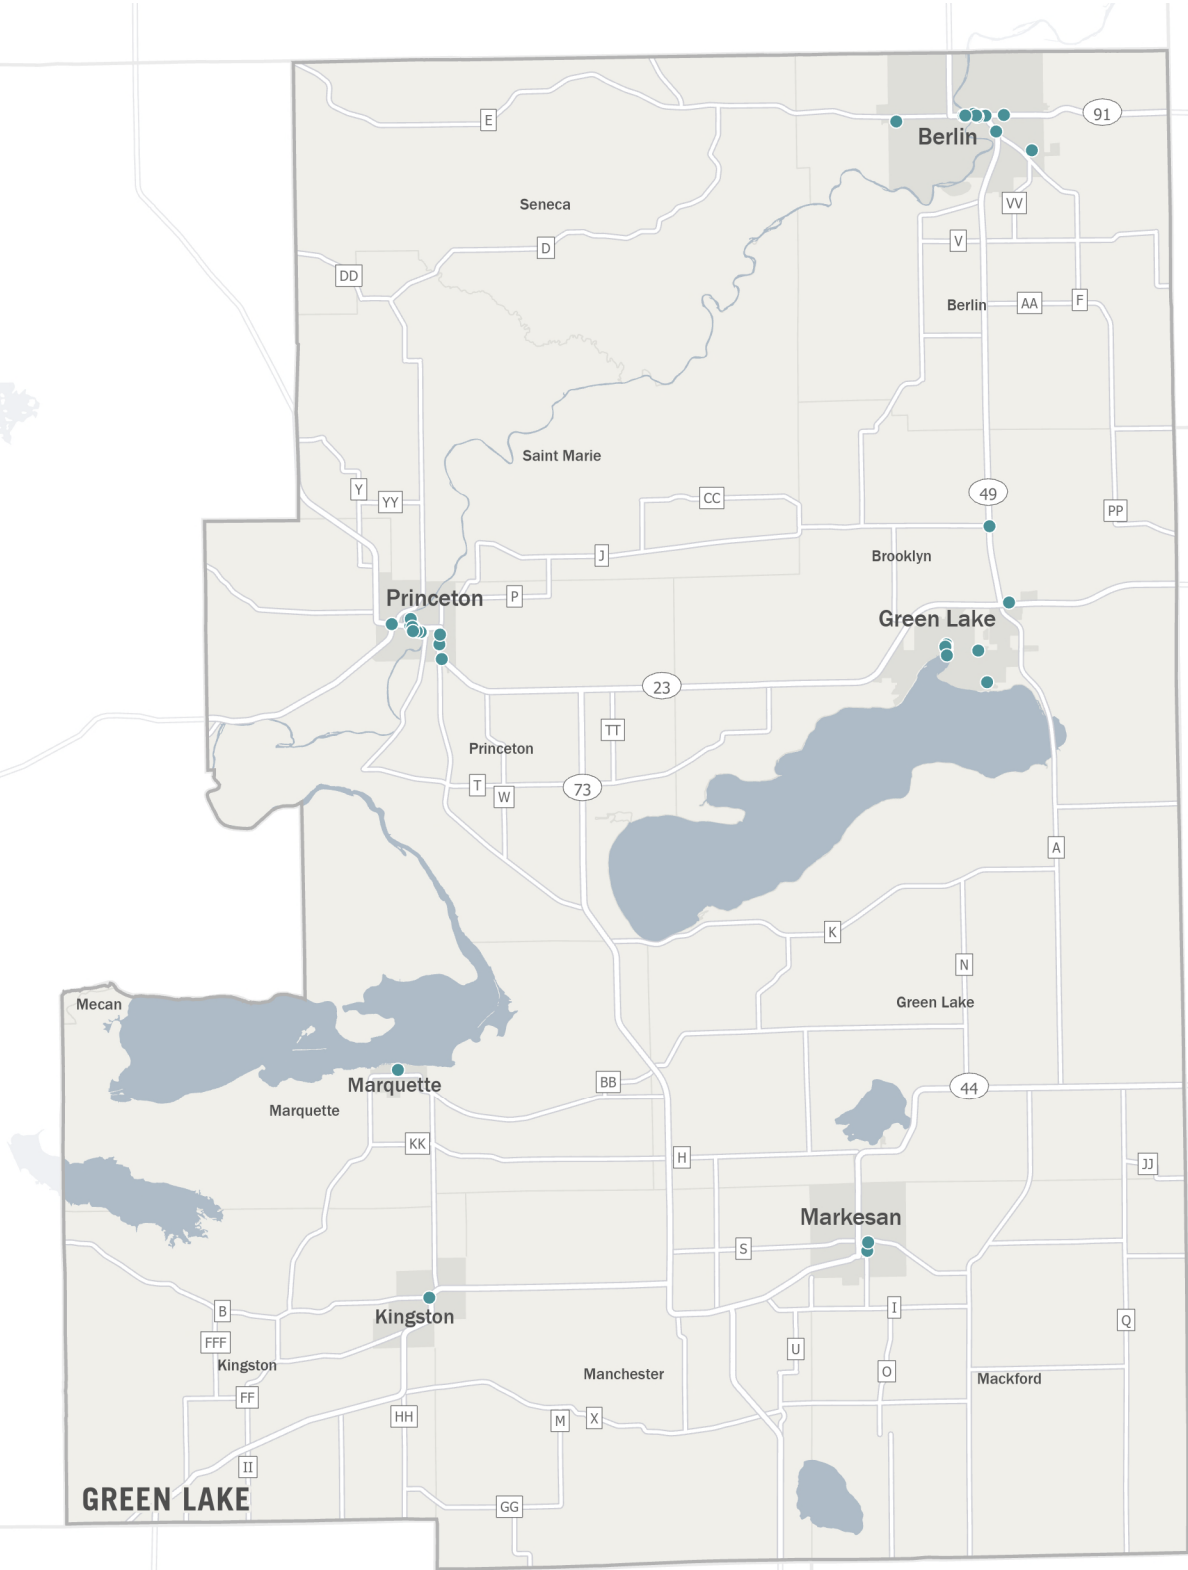 91
E
Berlin
VV
Seneca
V
D
DD
AA
F
Berlin
Saint Marie
Y
YY
CC
49
PP
J
Brooklyn
P
Princeton
Green Lake
23
TT
Princeton
T
W
73
A
K
N
Mecan
Green Lake
BB
Marquette
44
Marquette
KK
H
JJ
Markesan
S
B
Kingston
I
Q
FFF
U
Kingston
O
Manchester
Mackford
FF
HH
M
X
II
GREEN LAKE
GG